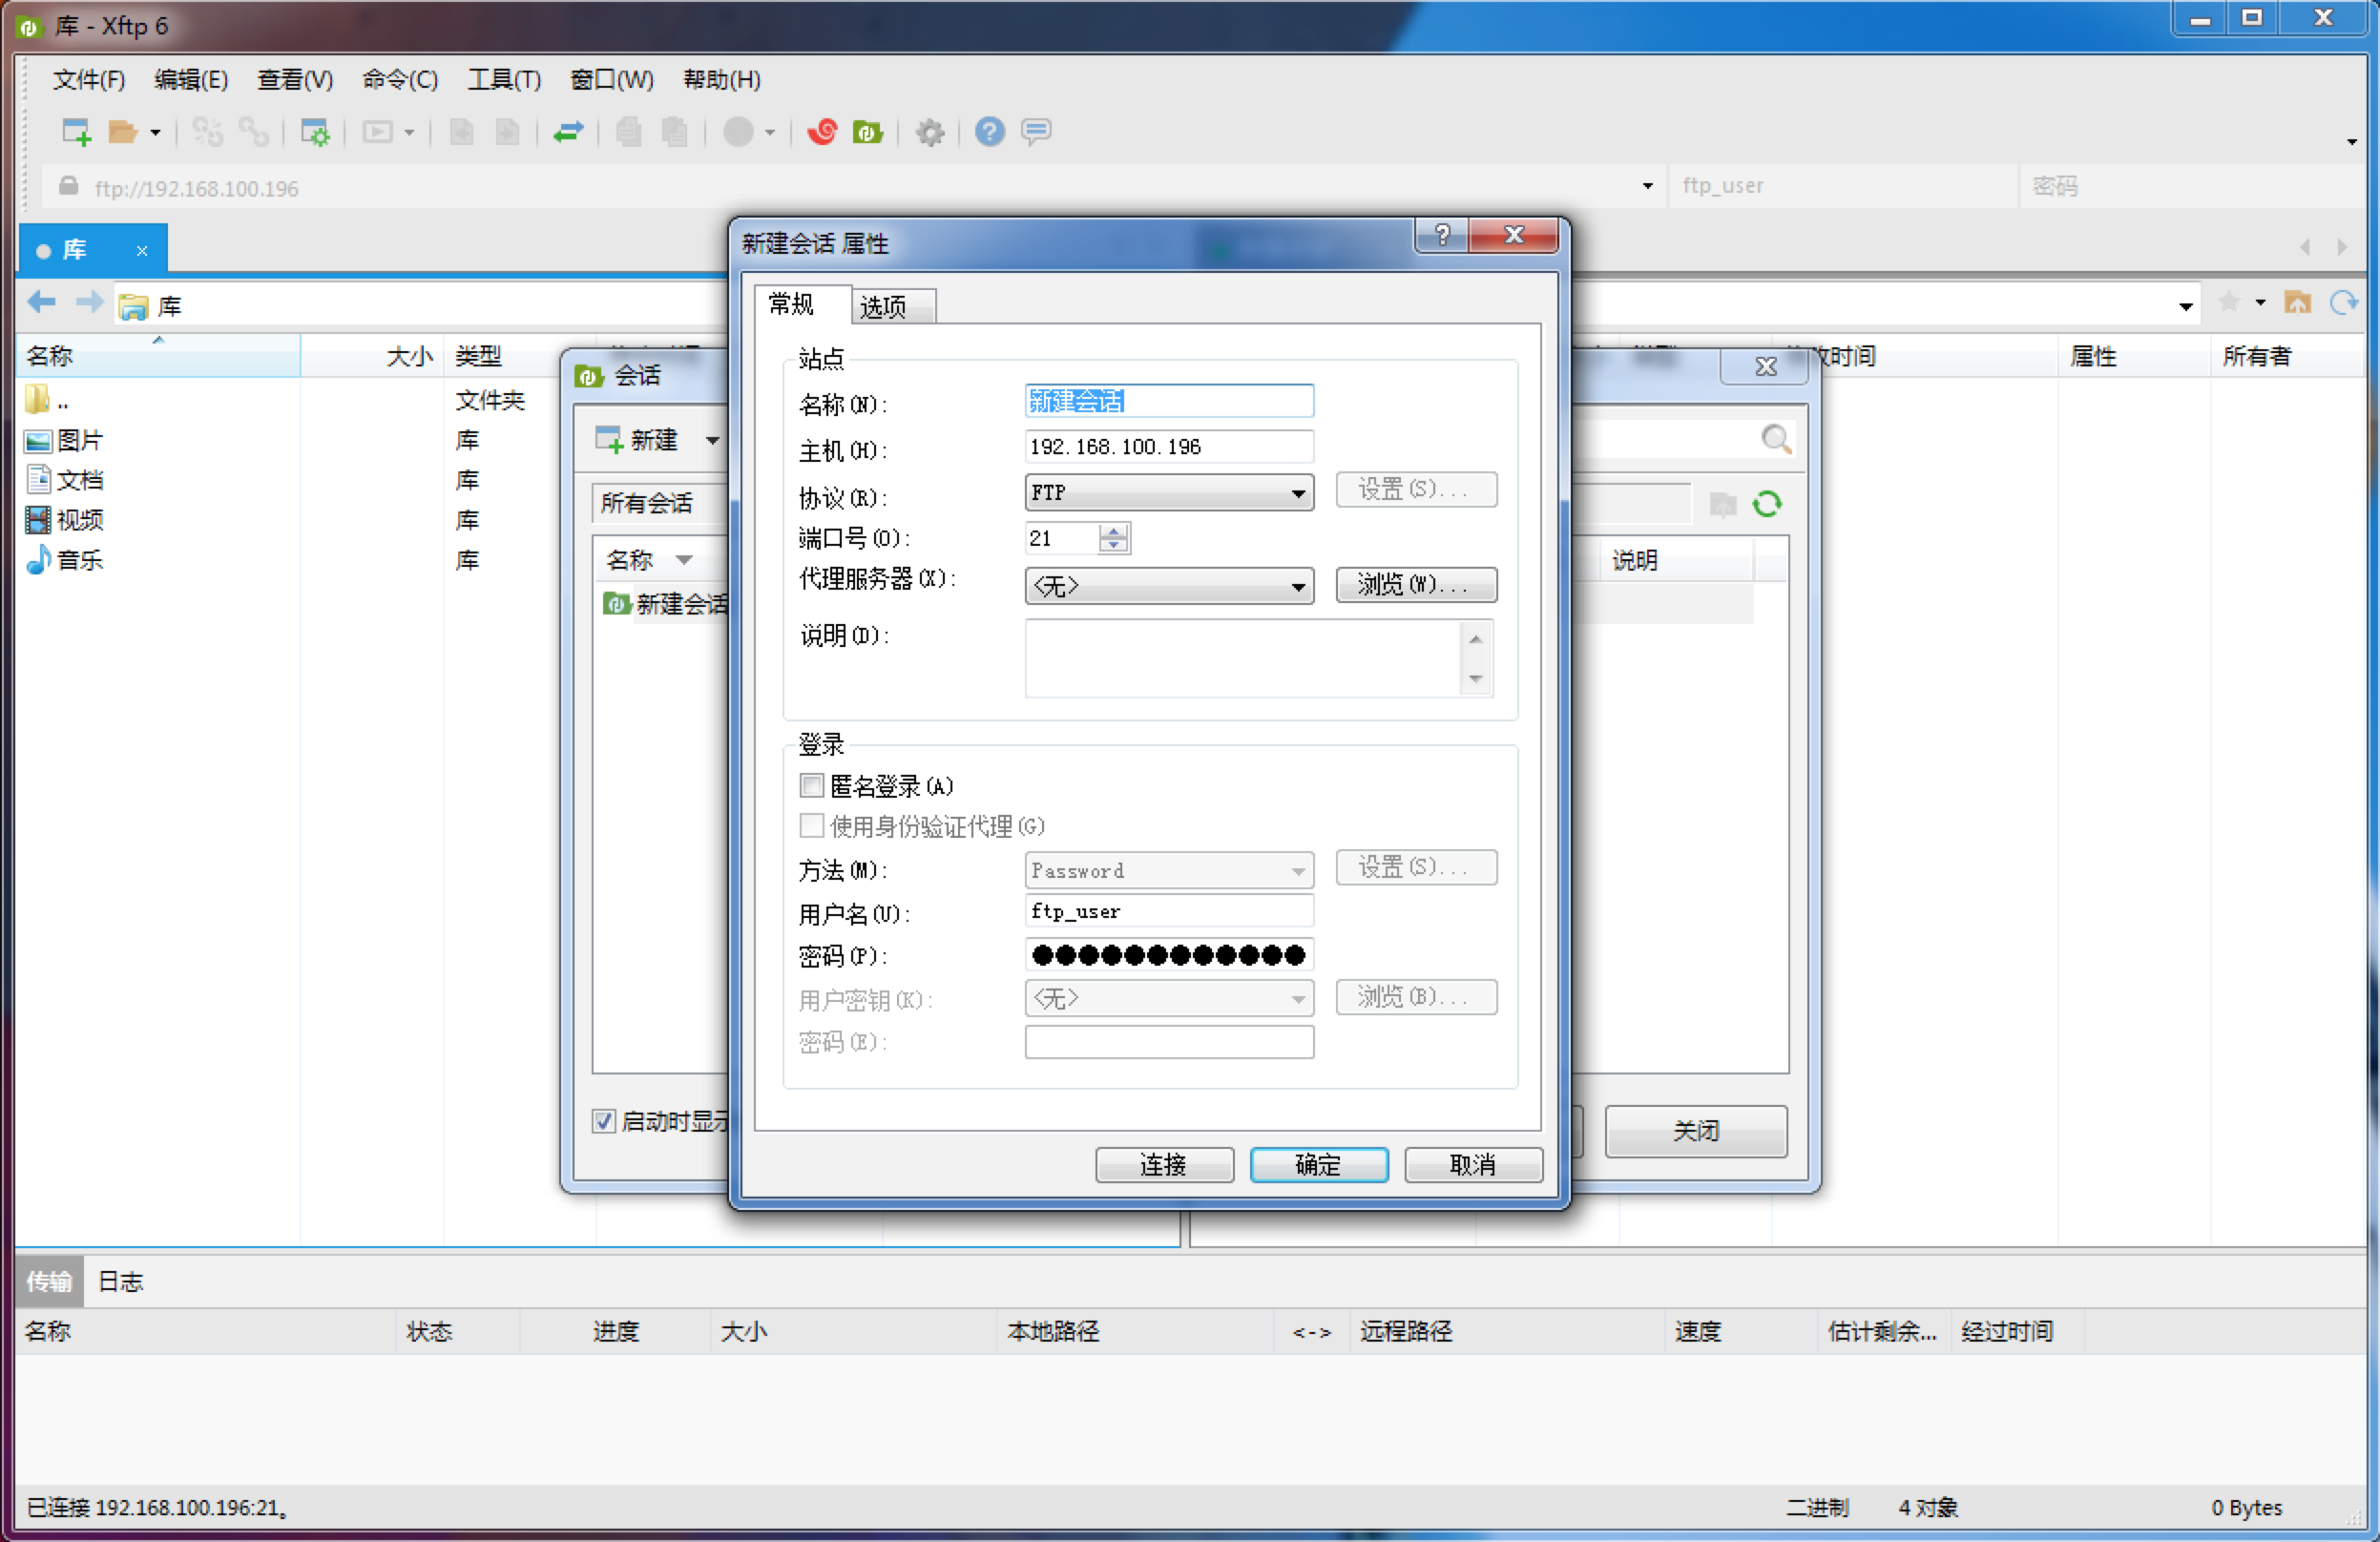 库 - Xftp 6
文件(F) 编辑(E) 查看(V) 命令(C) 工具(T) 窗口(W) 帮助(H)
ftp://192.168.100.196 ftp_user 密码
库
库
名称 大小 类型
.. 文件夹
图片 库
文档 库
视频 库
音乐 库
改时间 属性 所有者
会话
新建
所有会话
名称 说明
新建会话
启动时显示
关闭
新建会话 属性
常规 选项
站点
名称(N): 新建会话
主机(H): 192.168.100.196
协议(R): FTP 设置(S)...
端口号(O): 21
代理服务器(X): <无> 浏览(W)...
说明(D):
登录
匿名登录(A)
使用身份验证代理(G)
方法(M): Password 设置(S)...
用户名(U): ftp_user
密码(P): ●●●●●●●●●●●●
用户密钥(K): <无> 浏览(B)...
密码(E):
连接 确定 取消
传输 日志
名称 状态 进度 大小 本地路径 <-> 远程路径 速度 估计剩余... 经过时间
已连接 192.168.100.196:21。 二进制 4 对象 0 Bytes